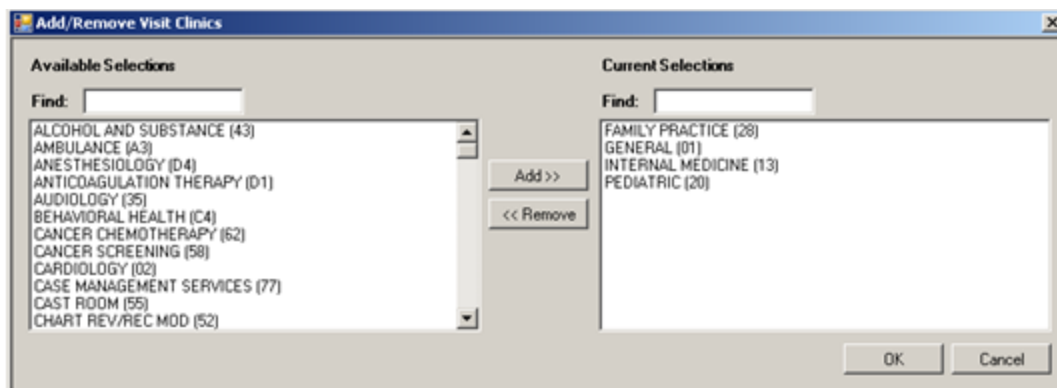 Add/Remove Visit Clinics
Available Selections
Find:
ALCOHOL AND SUBSTANCE (43)
AMBULANCE (A3)
ANESTHESIOLOGY (D4)
ANTICOAGULATION THERAPY (D1)
AUDIOLOGY (35)
BEHAVIORAL HEALTH (C4)
CANCER CHEMOTHERAPY (62)
CANCER SCREENING (58)
CARDIOLOGY (02)
CASE MANAGEMENT SERVICES (77)
CAST ROOM (55)
CHART REV/REC MOD (52)
Add >>
<< Remove
Current Selections
Find:
FAMILY PRACTICE (28)
GENERAL (01)
INTERNAL MEDICINE (13)
PEDIATRIC (20)
OK
Cancel